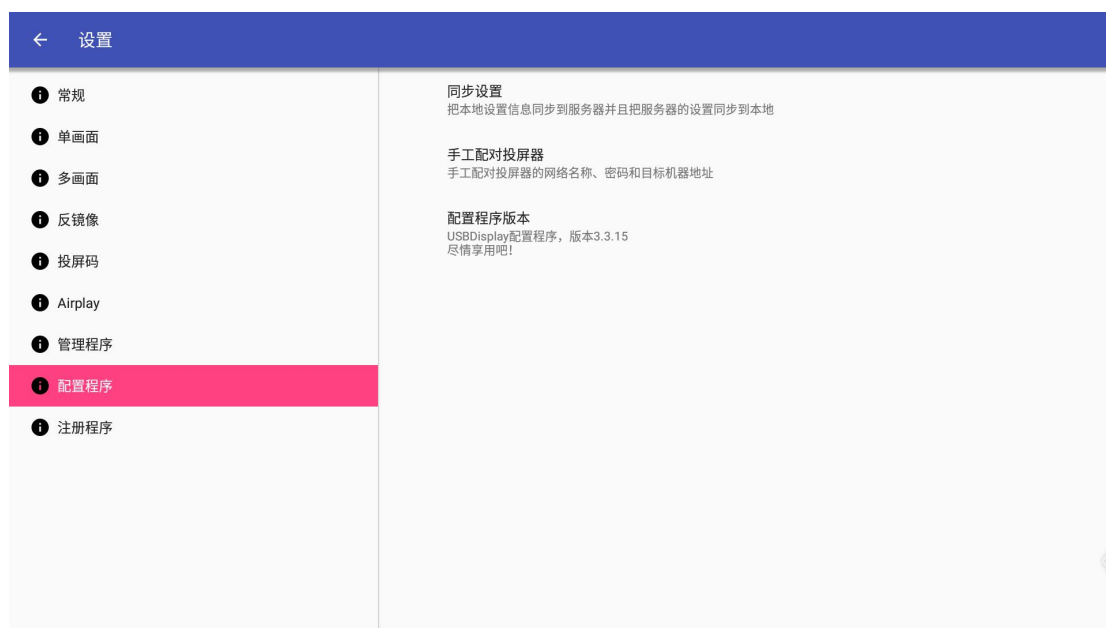 设置
常规
单画面
多画面
反镜像
投屏码
Airplay
管理程序
配置程序
注册程序
同步设置
把本地设置信息同步到服务器并且把服务器的设置同步到本地
手工配对投屏器
手工配对投屏器的网络名称、密码和目标机器地址
配置程序版本
USBDisplay配置程序，版本3.3.15
尽情享用吧！